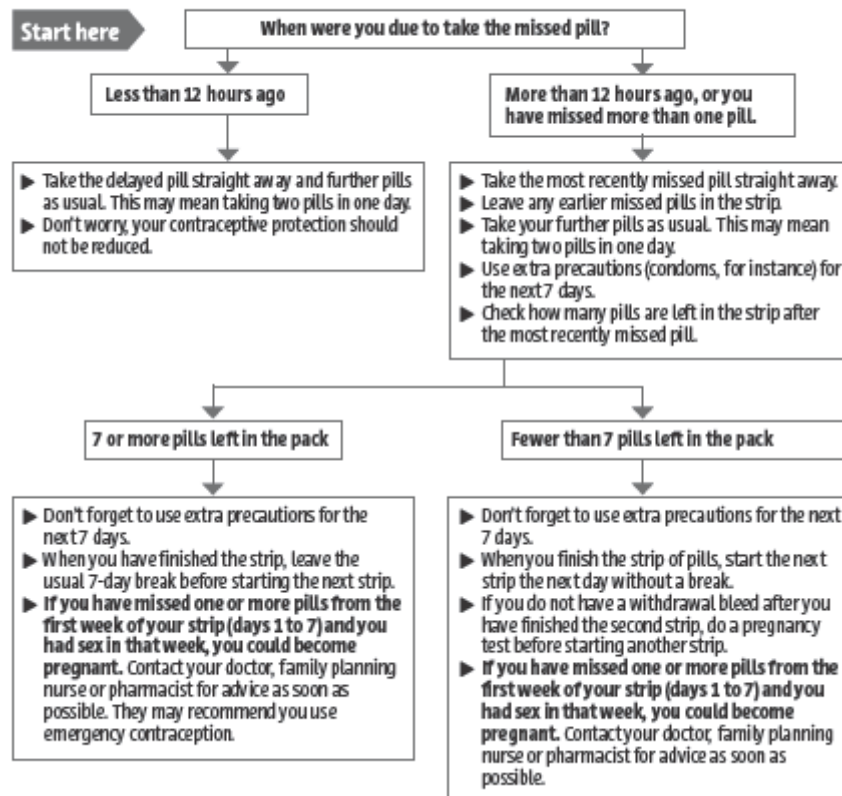 Start here
When were you due to take the missed pill?
Less than 12 hours ago
More than 12 hours ago, or you
have missed more than one pill.
▶ Take the delayed pill straight away and further pills
as usual. This may mean taking two pills in one day.
▶ Don't worry, your contraceptive protection should
not be reduced.
▶ Take the most recently missed pill straight away.
▶ Leave any earlier missed pills in the strip.
▶ Take your further pills as usual. This may mean
taking two pills in one day.
▶ Use extra precautions (condoms, for instance) for
the next 7 days.
▶ Check how many pills are left in the strip after
the most recently missed pill.
7 or more pills left in the pack
Fewer than 7 pills left in the pack
▶ Don't forget to use extra precautions for the
next 7 days.
▶ When you have finished the strip, leave the
usual 7-day break before starting the next strip.
▶ If you have missed one or more pills from the
first week of your strip (days 1 to 7) and you
had sex in that week, you could become
pregnant. Contact your doctor, family planning
nurse or pharmacist for advice as soon as
possible. They may recommend you use
emergency contraception.
▶ Don't forget to use extra precautions for the next
7 days.
▶ When you finish the strip of pills, start the next
strip the next day without a break.
▶ If you do not have a withdrawal bleed after you
have finished the second strip, do a pregnancy
test before starting another strip.
▶ If you have missed one or more pills from the
first week of your strip (days 1 to 7) and you
had sex in that week, you could become
pregnant. Contact your doctor, family planning
nurse or pharmacist for advice as soon as
possible.